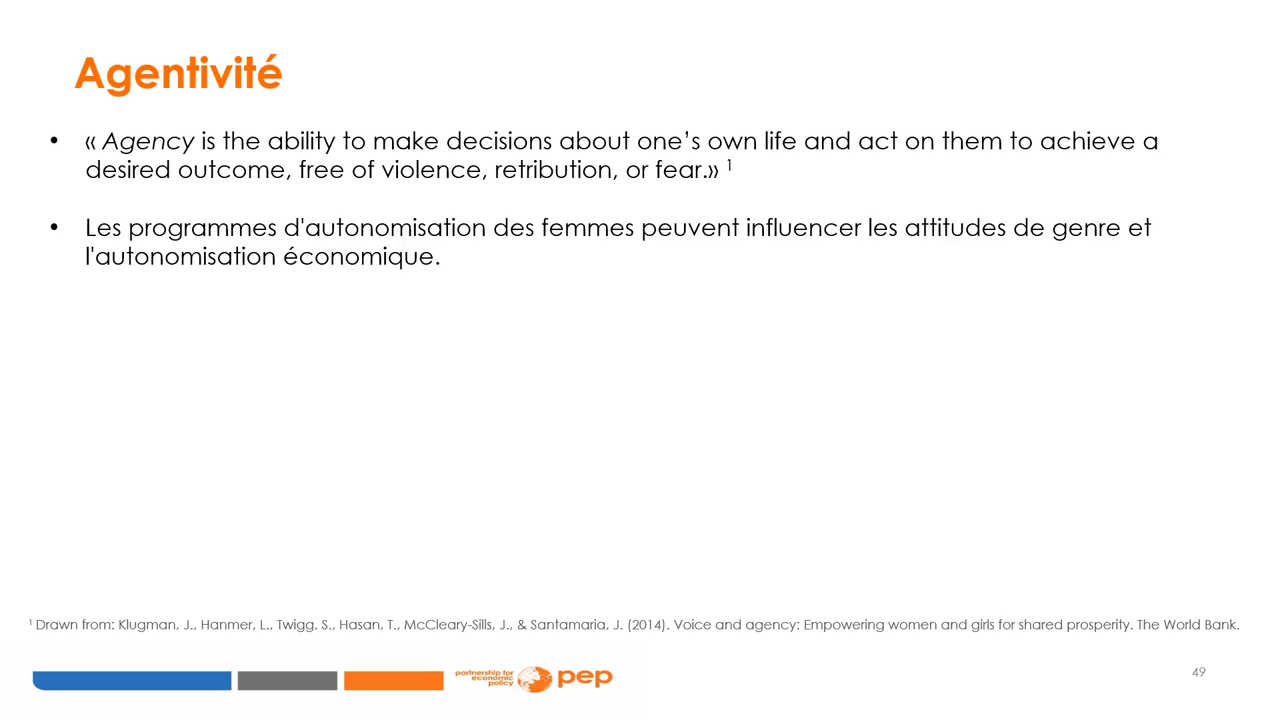 Agentivité
• « Agency is the ability to make decisions about one’s own life and act on them to achieve a
desired outcome, free of violence, retribution, or fear.» ¹
• Les programmes d'autonomisation des femmes peuvent influencer les attitudes de genre et
l'autonomisation économique.
¹ Drawn from: Klugman, J., Hanmer, L., Twigg, S., Hasan, T., McCleary-Sills, J., & Santamaria, J. (2014). Voice and agency: Empowering women and girls for shared prosperity. The World Bank.
partnership for
economic
policy
pep
49